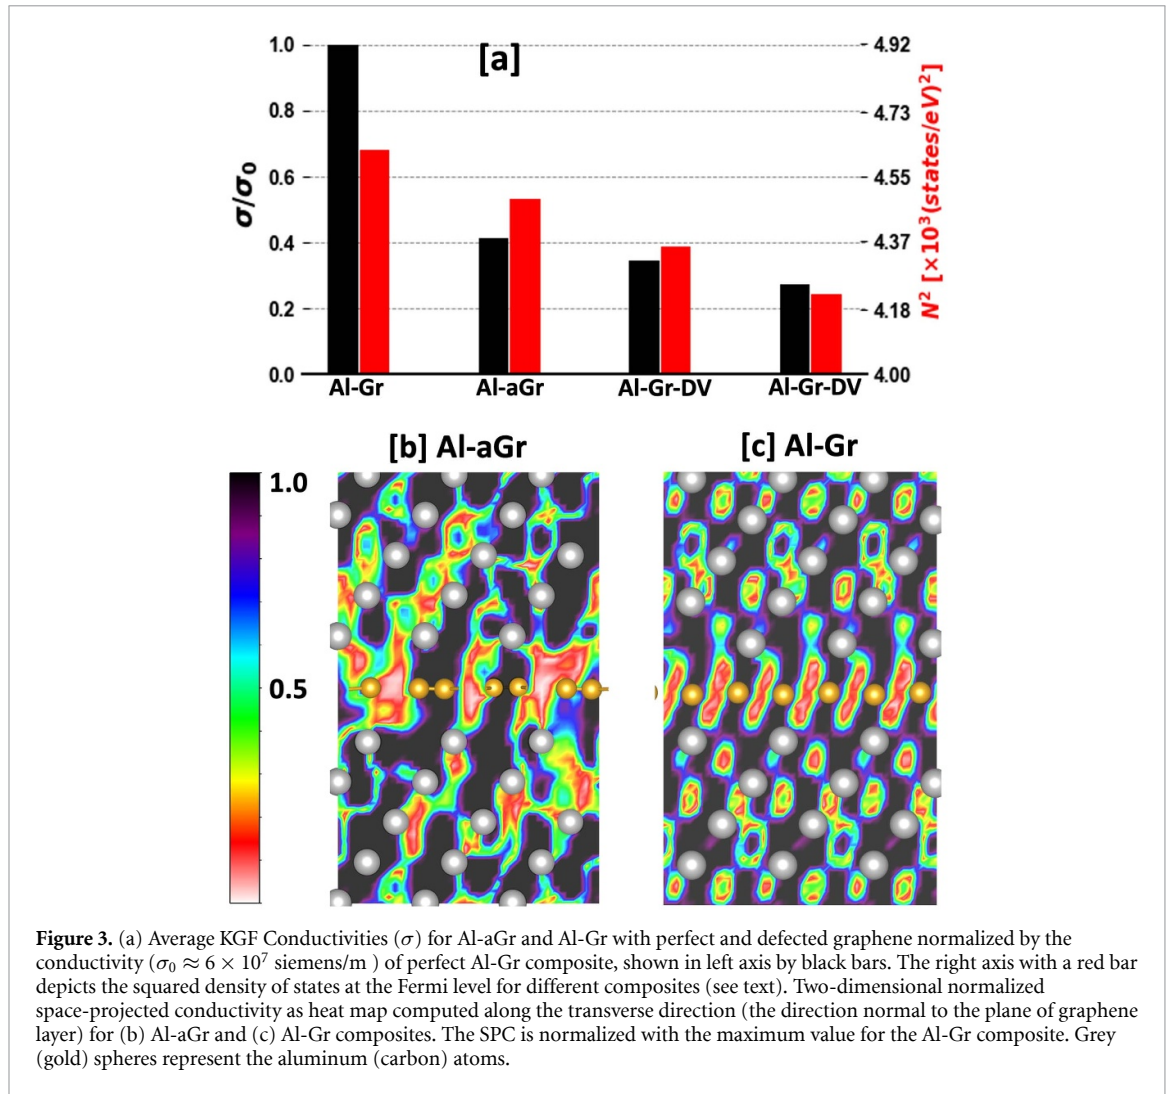 [a]
σ/σ0
1.0
0.8
0.6
0.4
0.2
0.0
4.92
4.73
4.55
4.37
4.18
4.00
N² [×10³(states/eV)²]
Al-Gr Al-aGr Al-Gr-DV Al-Gr-DV
[b] Al-aGr [c] Al-Gr
1.0
0.5
Figure 3. (a) Average KGF Conductivities (σ) for Al-aGr and Al-Gr with perfect and defected graphene normalized by the
conductivity (σ0 ≈ 6 × 10⁷ siemens/m ) of perfect Al-Gr composite, shown in left axis by black bars. The right axis with a red bar
depicts the squared density of states at the Fermi level for different composites (see text). Two-dimensional normalized
space-projected conductivity as heat map computed along the transverse direction (the direction normal to the plane of graphene
layer) for (b) Al-aGr and (c) Al-Gr composites. The SPC is normalized with the maximum value for the Al-Gr composite. Grey
(gold) spheres represent the aluminum (carbon) atoms.